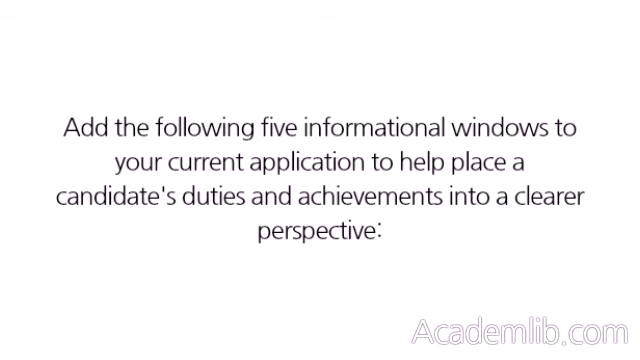 Add the following five informational windows to
your current application to help place a
candidate's duties and achievements into a clearer
perspective:
Academlib.com